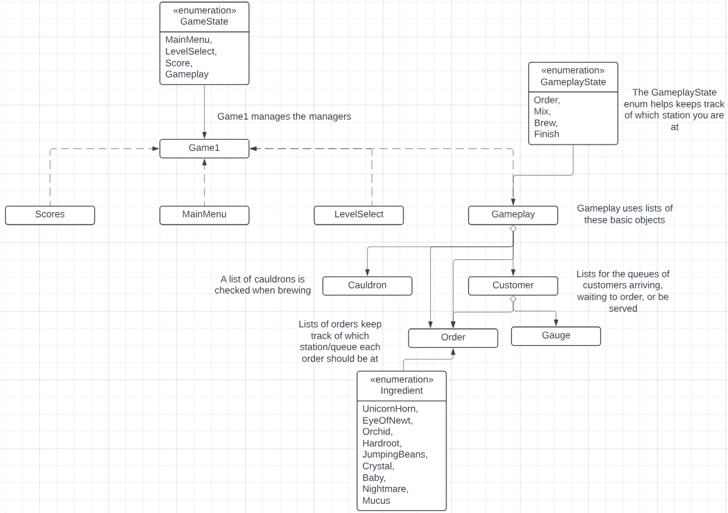 «enumeration»
GameState
MainMenu,
LevelSelect,
Score,
Gameplay
«enumeration»
GameplayState
Order,
Mix,
Brew,
Finish
The GameplayState
enum helps keeps track
of which station you are
at
Game1 manages the managers
Game1
Scores
MainMenu
LevelSelect
Gameplay
Gameplay uses lists of
these basic objects
A list of cauldrons is
checked when brewing
Cauldron
Customer
Lists for the queues of
customers arriving,
waiting to order, or be
served
Lists of orders keep
track of which
station/queue each
order should be at
Order
Gauge
«enumeration»
Ingredient
UnicornHorn,
EyeOfNewt,
Orchid,
Hardroot,
JumpingBeans,
Crystal,
Baby,
Nightmare,
Mucus